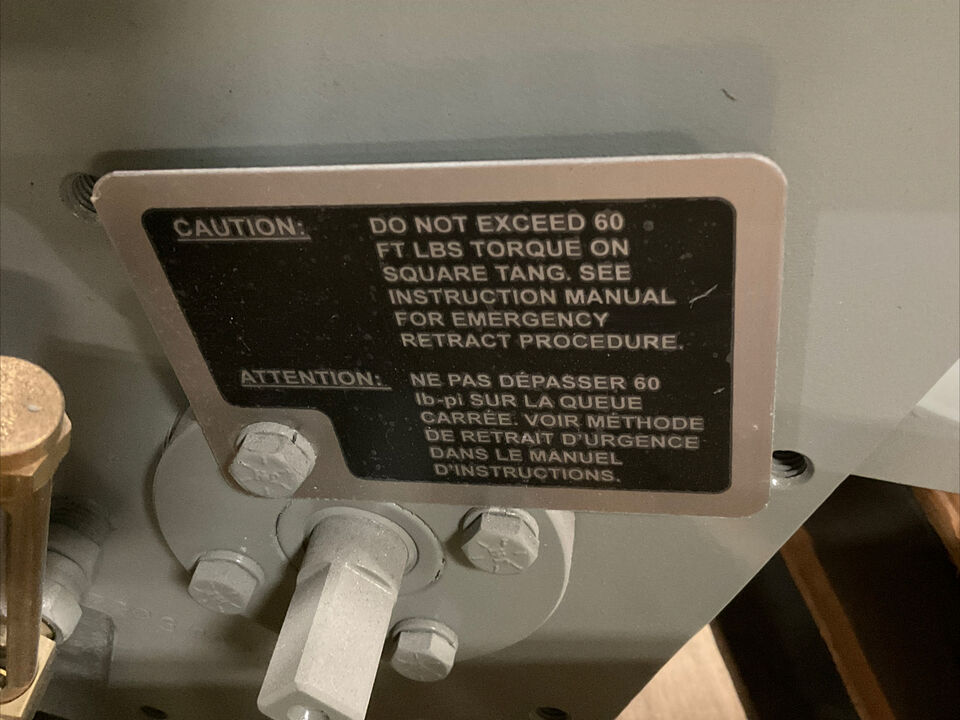 CAUTION: DO NOT EXCEED 60
FT LBS TORQUE ON
SQUARE TANG. SEE
INSTRUCTION MANUAL
FOR EMERGENCY
RETRACT PROCEDURE.
ATTENTION: NE PAS DÉPASSER 60
lb-pi SUR LA QUEUE
CARRÉE. VOIR MÉTHODE
DE RETRAIT D'URGENCE
DANS LE MANUEL
D'INSTRUCTIONS.